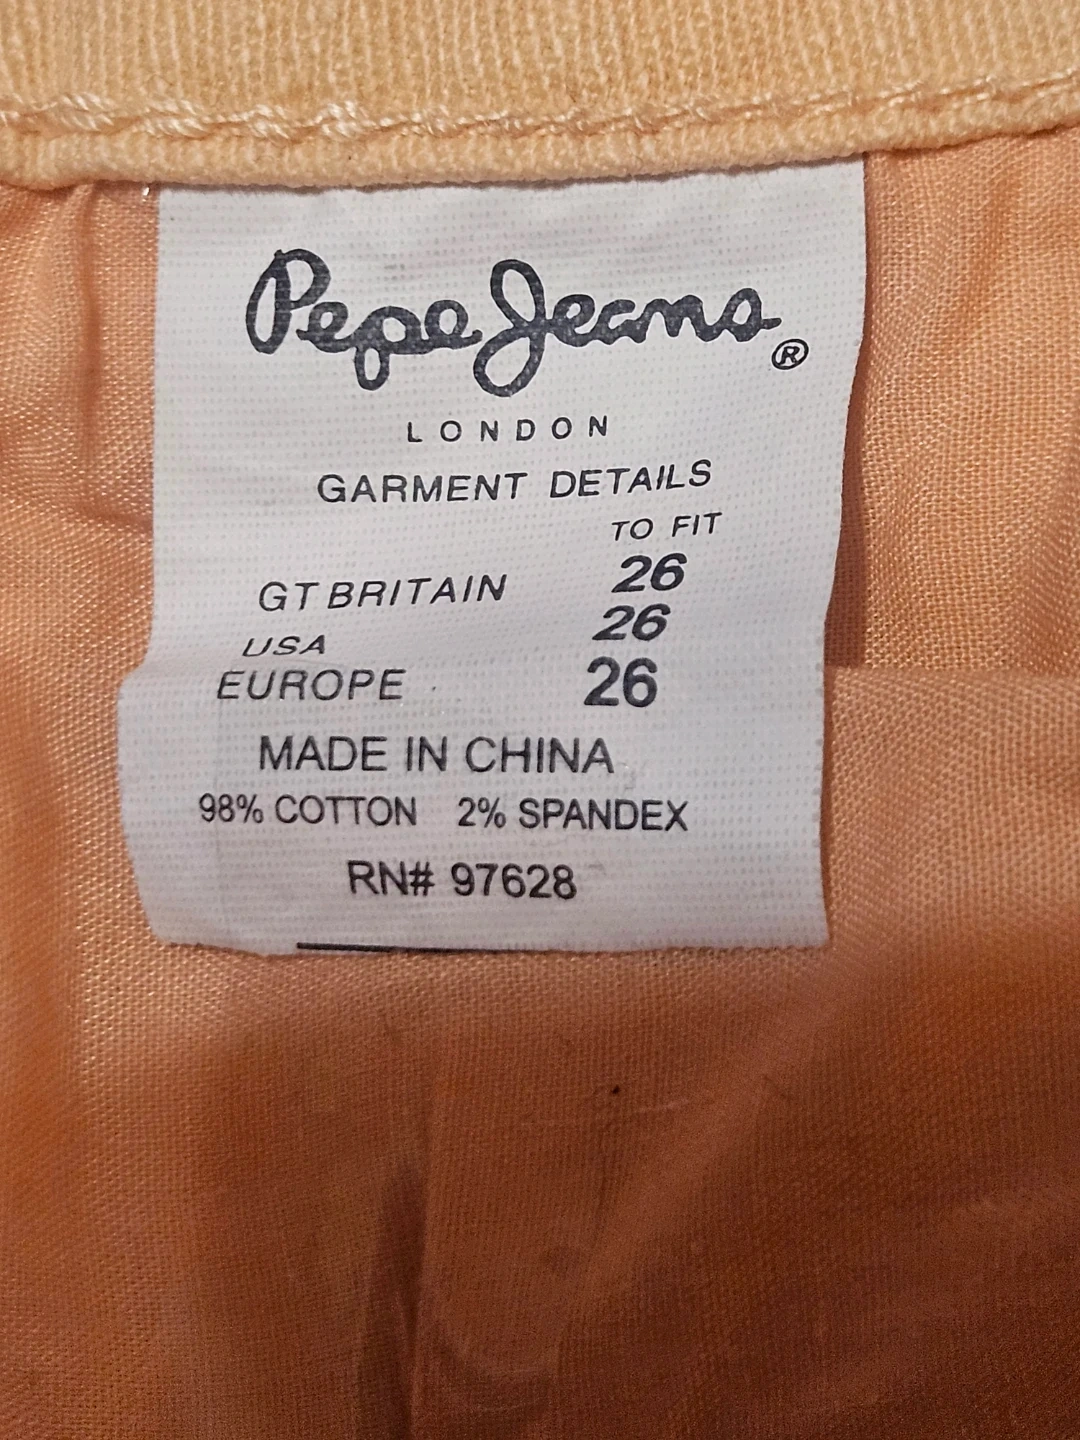 Pepe Jeans®
LONDON
GARMENT DETAILS
TO FIT
GT BRITAIN 26
USA 26
EUROPE 26
MADE IN CHINA
98% COTTON 2% SPANDEX
RN# 97628